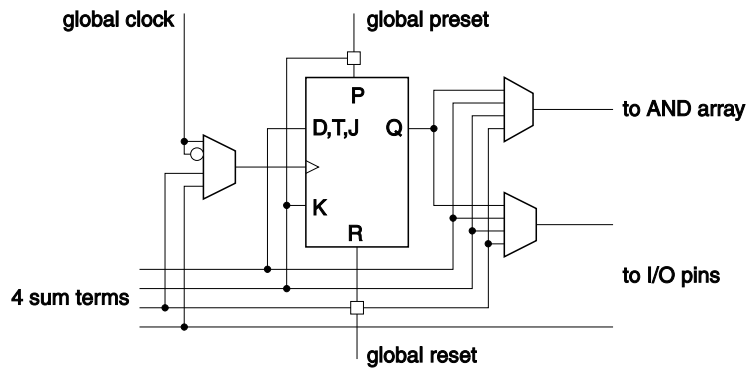 global clock
global preset
P
D,T,J
Q
to AND array
K
R
4 sum terms
to I/O pins
global reset